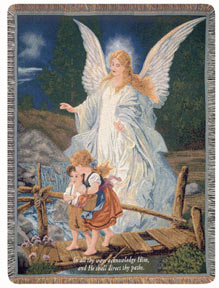 In all thy ways acknowledge Him,
and He shall direct thy paths.